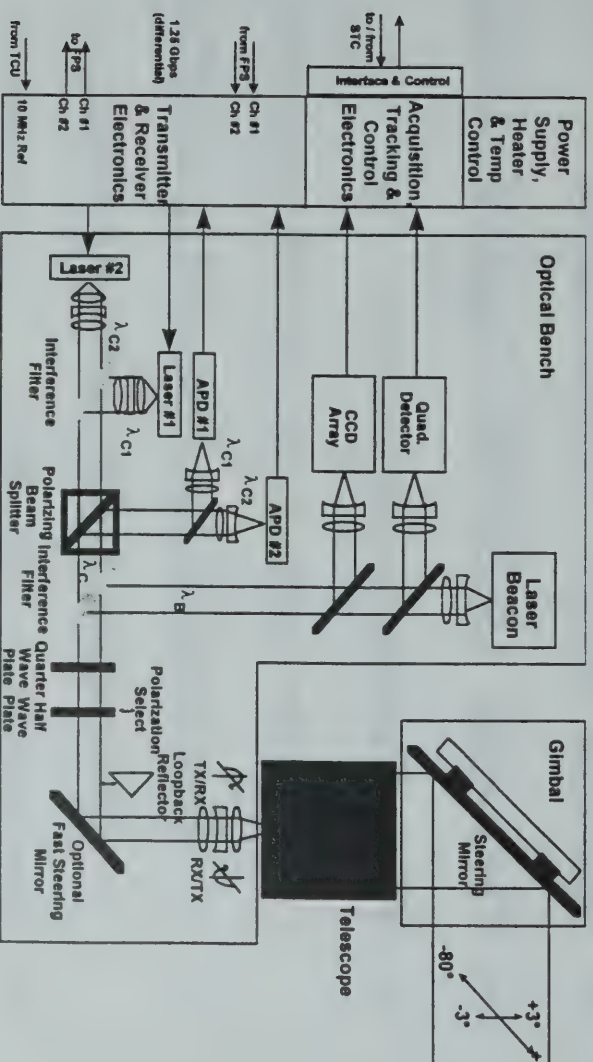 Power
Supply,
Heater
& Temp
Control
Interface & Control
to / from
STC
Acquisition,
Tracking &
Control
Electronics
from FPS
Ch #1
Ch #2
1.25 Gbps
(differential)
Transmitter
& Receiver
Electronics
to FPS
Ch #1
Ch #2
from TCU
10 MHz Ref
Optical Bench
Laser
Beacon
Quad.
Detector
CCD
Array
APD #2
APD #1
Laser #1
Laser #2
λC2
λC1
λC1
λC2
λC
λB
Interference
Filter
Polarizing
Beam
Splitter
Interference
Filter
Quarter
Wave
Plate
Half
Wave
Plate
Polarization
Select
Loopback
Reflector
TX/RX
RX/TX
Optional
Fast Steering
Mirror
Telescope
Gimbal
Steering
Mirror
+3°
-3°
-80°